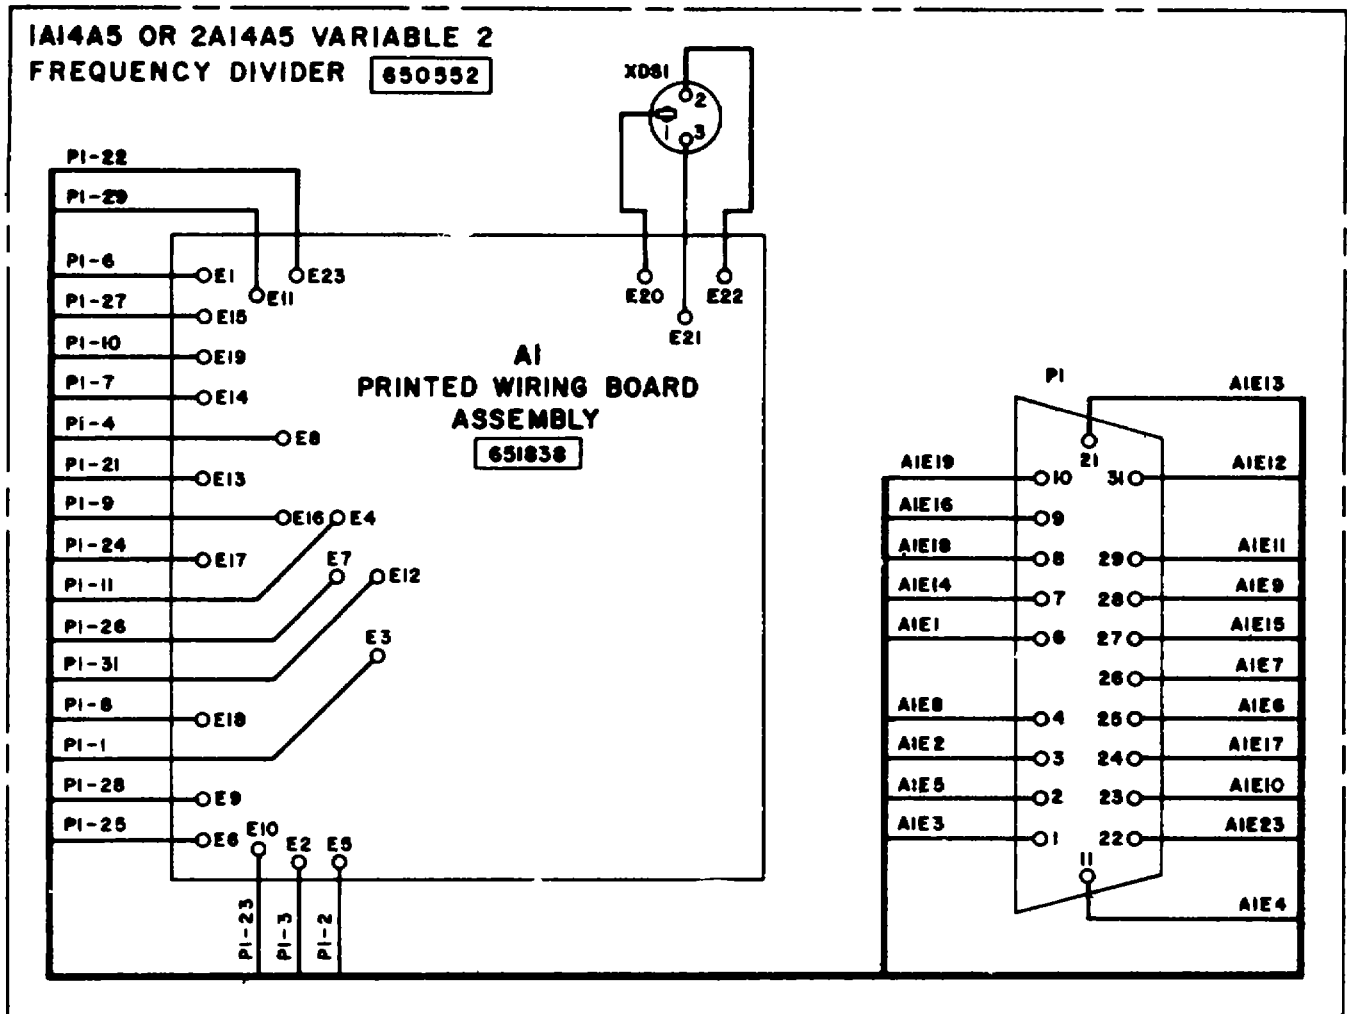 1A14A5 OR 2A14A5 VARIABLE 2
FREQUENCY DIVIDER 650552
XDS1
2
1
3
P1-22
P1-29
P1-6
E1
E11
E23
P1-27
E15
P1-10
E19
P1-7
E14
P1-4
E8
P1-21
E13
P1-9
E16
E4
P1-24
E17
P1-11
E7
E12
P1-26
E3
P1-31
P1-8
E18
P1-1
P1-28
E9
P1-25
E6
E10
E2
E5
P1-23
P1-3
P1-2
E20
E21
E22
A1
PRINTED WIRING BOARD
ASSEMBLY
651838
P1
A1E13
21
A1E19
10
31
A1E12
A1E16
9
A1E18
8
29
A1E11
A1E14
7
28
A1E9
A1E1
6
27
A1E15
26
A1E7
A1E8
4
25
A1E6
A1E2
3
24
A1E17
A1E5
2
23
A1E10
A1E3
1
22
A1E23
11
A1E4